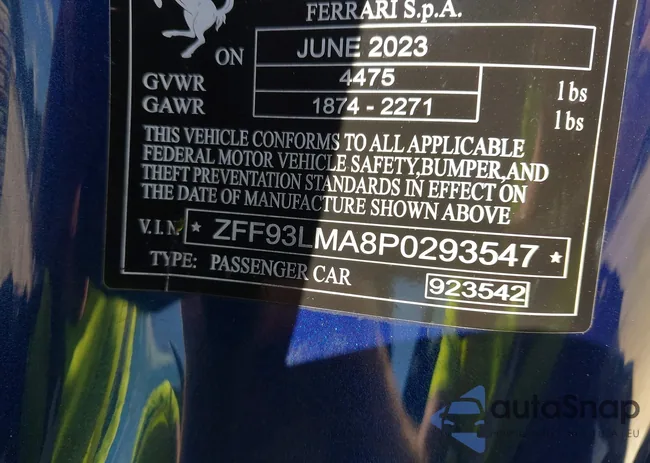 FERRARI S.p.A.
ON JUNE 2023
GVWR 4475 lbs
GAWR 1874 - 2271 lbs
THIS VEHICLE CONFORMS TO ALL APPLICABLE
FEDERAL MOTOR VEHICLE SAFETY,BUMPER,AND
THEFT PREVENTION STANDARDS IN EFFECT ON
THE DATE OF MANUFACTURE SHOWN ABOVE
V.I.N. * ZFF93LMA8P0293547 *
TYPE: PASSENGER CAR 923542
autoSnap